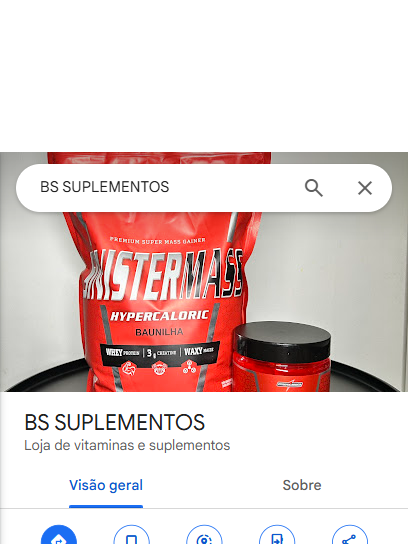 BS SUPLEMENTOS
PREMIUM SUPER MASS GAINER
INISTERMASS
HYPERCALORIC
BAUNILHA
WHEY PROTEIN | 3g CREATINE | WAXY MAIZE
BS SUPLEMENTOS
Loja de vitaminas e suplementos
Visão geral
Sobre